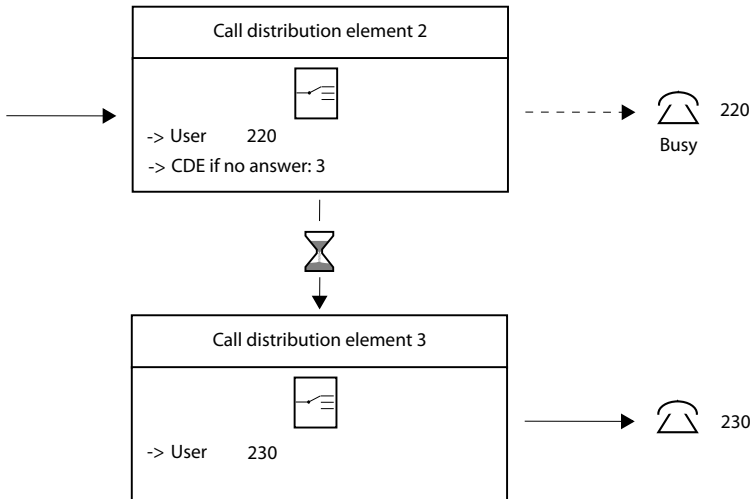 Call distribution element 2
-> User 220
-> CDE if no answer: 3
220
Busy
Call distribution element 3
-> User 230
230